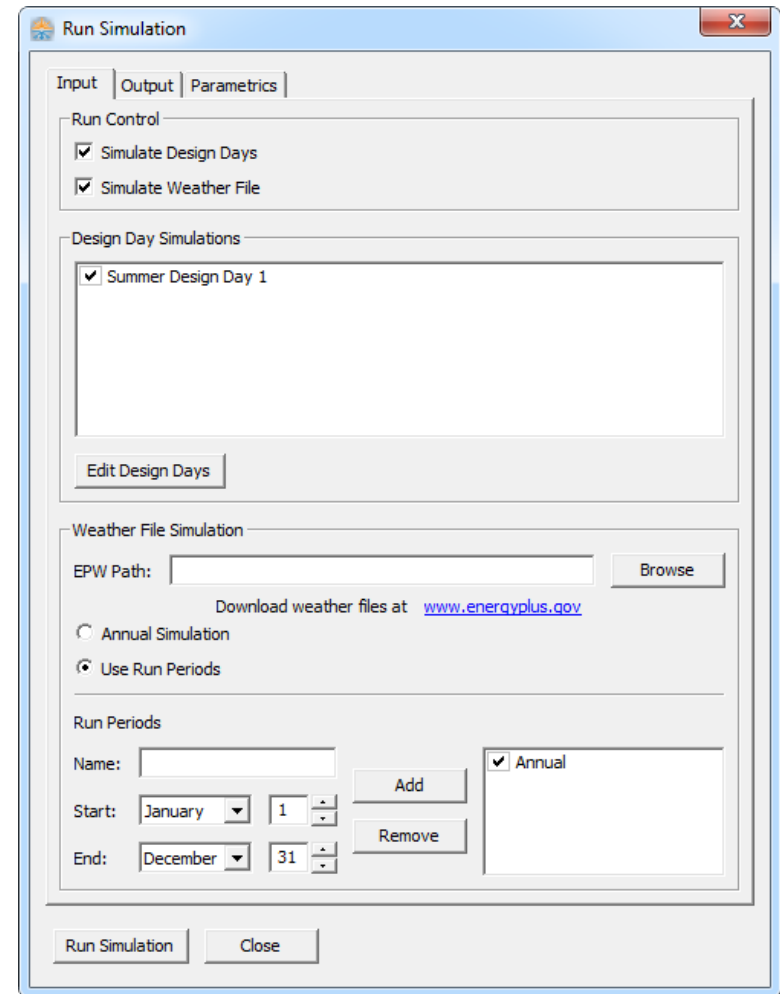 Run Simulation
Input Output Parametrics
Run Control
Simulate Design Days
Simulate Weather File
Design Day Simulations
Summer Design Day 1
Edit Design Days
Weather File Simulation
EPW Path: Browse
Download weather files at www.energyplus.gov
Annual Simulation
Use Run Periods
Run Periods
Name:
Annual
Add
Start: January 1
Remove
End: December 31
Run Simulation Close